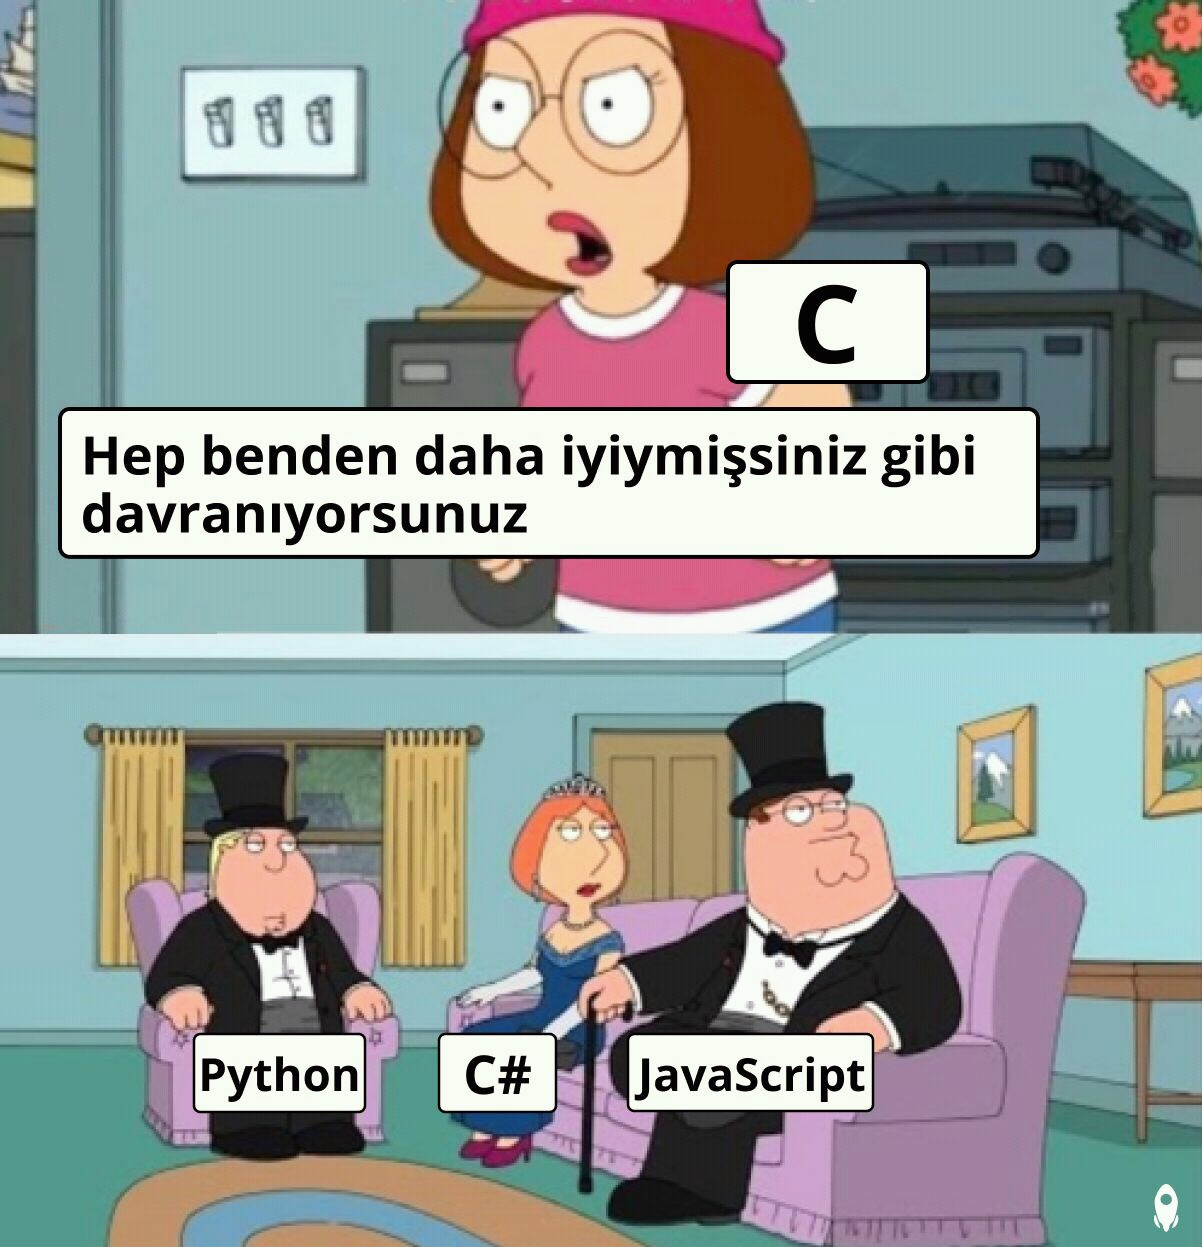 C
Hep benden daha iyiymişsiniz gibi
davranıyorsunuz
Python
C#
JavaScript